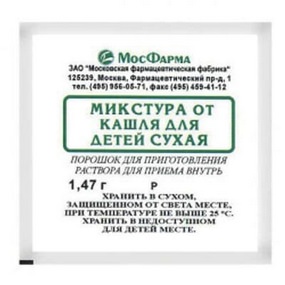 МосФарма
ЗАО "Московская фармацевтическая фабрика"
125239, Москва, Фармацевтический пр-д, 1
тел. (495) 956-05-71, факс (495) 459-41-12
МИКСТУРА ОТ
КАШЛЯ ДЛЯ
ДЕТЕЙ СУХАЯ
ПОРОШОК ДЛЯ ПРИГОТОВЛЕНИЯ
РАСТВОРА ДЛЯ ПРИЕМА ВНУТРЬ
1,47 г Р
ХРАНИТЬ В СУХОМ,
ЗАЩИЩЕННОМ ОТ СВЕТА МЕСТЕ,
ПРИ ТЕМПЕРАТУРЕ НЕ ВЫШЕ 25 °С.
ХРАНИТЬ В НЕДОСТУПНОМ
ДЛЯ ДЕТЕЙ МЕСТЕ.